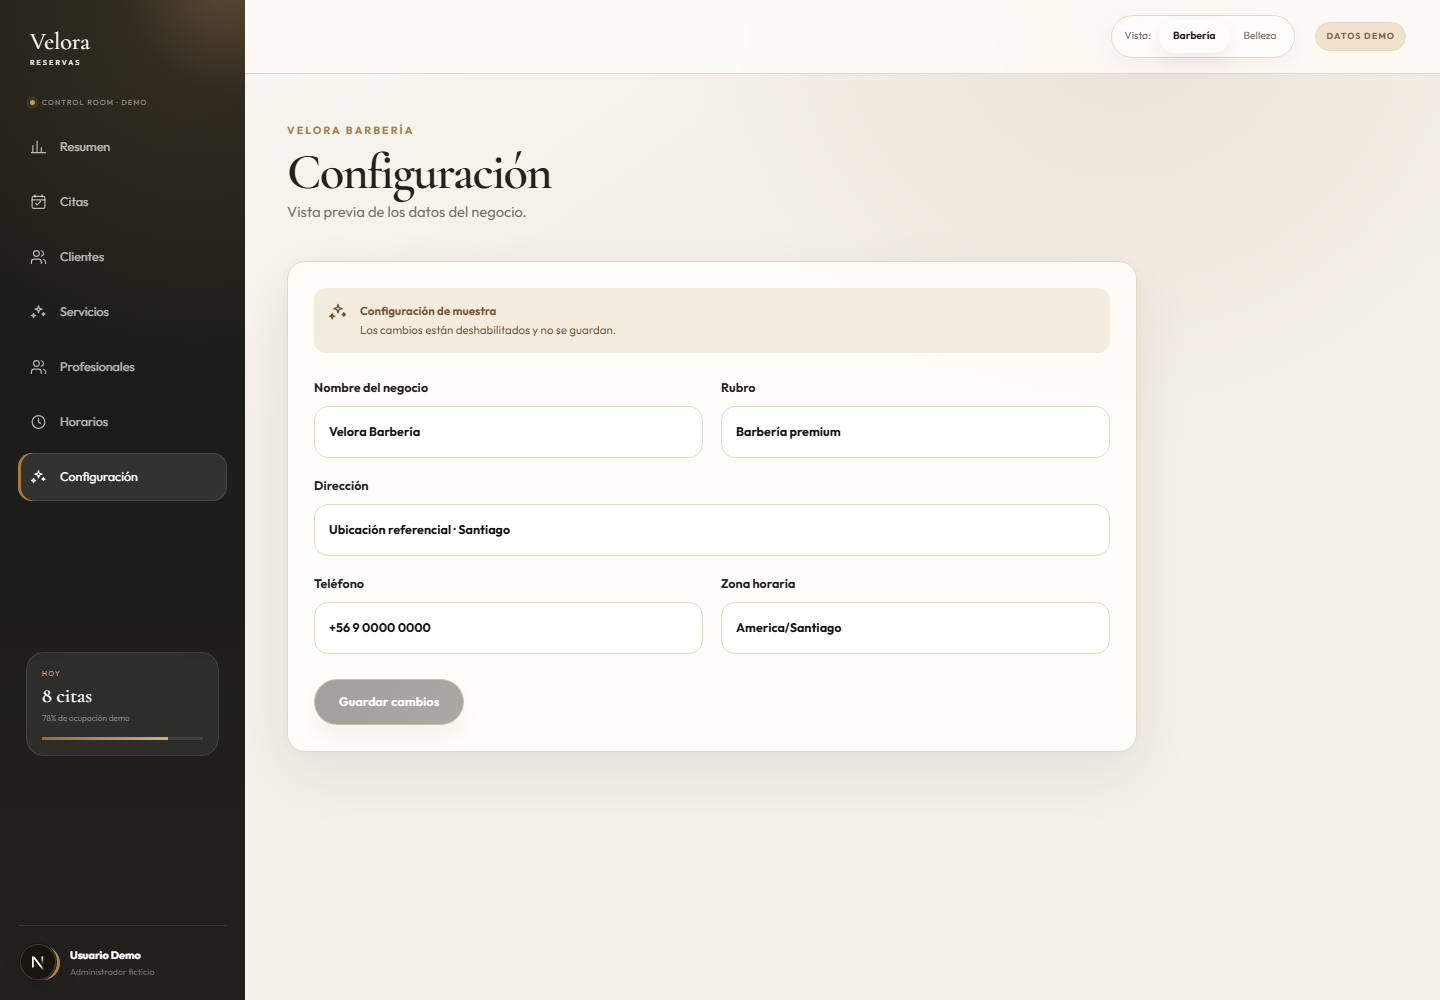 Velora
RESERVAS
CONTROL ROOM · DEMO
Resumen
Citas
Clientes
Servicios
Profesionales
Horarios
Configuración
HOY
8 citas
78% de ocupación demo
N
Usuario Demo
Administrador ficticio
Vista:
Barbería
Belleza
DATOS DEMO
VELORA BARBERÍA
Configuración
Vista previa de los datos del negocio.
Configuración de muestra
Los cambios están deshabilitados y no se guardan.
Nombre del negocio
Rubro
Velora Barbería
Barbería premium
Dirección
Ubicación referencial · Santiago
Teléfono
Zona horaria
+56 9 0000 0000
America/Santiago
Guardar cambios